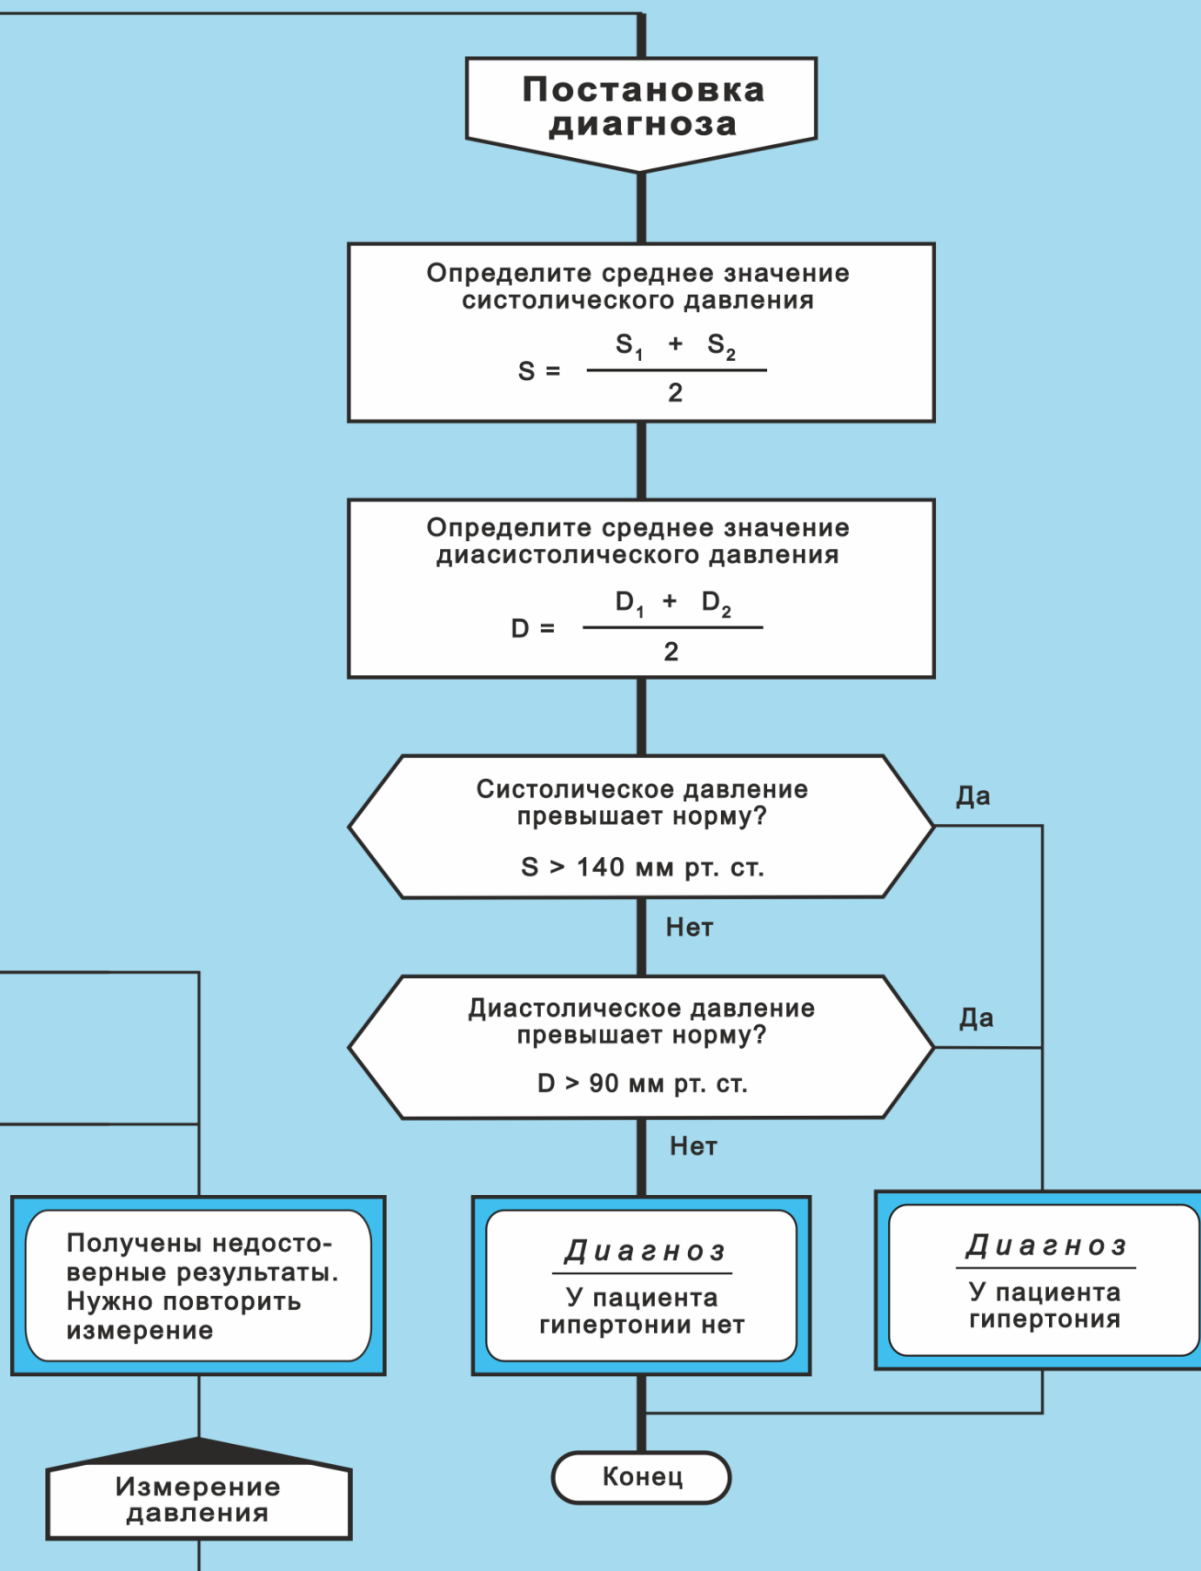 Постановка
диагноза
Определите среднее значение
систолического давления
S = (S₁ + S₂) / 2
Определите среднее значение
диасистолического давления
D = (D₁ + D₂) / 2
Систолическое давление
превышает норму?
S > 140 мм рт. ст.
Да
Нет
Диастолическое давление
превышает норму?
D > 90 мм рт. ст.
Да
Нет
Получены недосто-
верные результаты.
Нужно повторить
измерение
Диагноз
У пациента
гипертонии нет
Диагноз
У пациента
гипертония
Измерение
давления
Конец